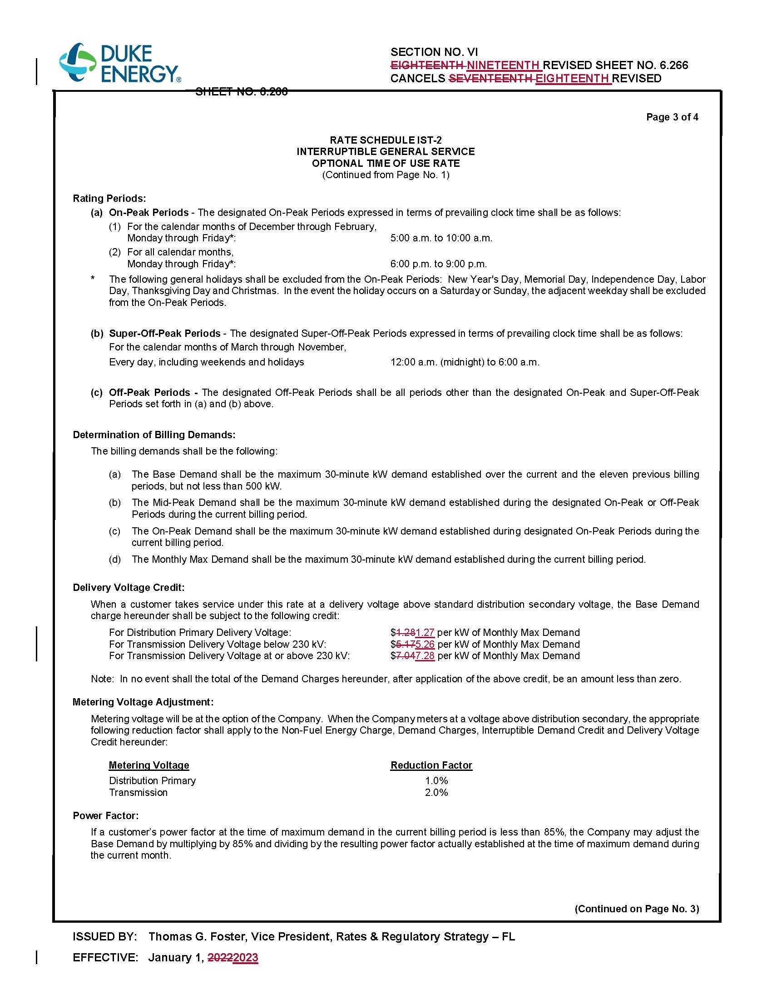 DUKE
ENERGY®
SECTION NO. VI
EIGHTEENTH NINETEENTH REVISED SHEET NO. 6.266
CANCELS SEVENTEENTH EIGHTEENTH REVISED
SHEET NO. 6.266
Page 3 of 4
RATE SCHEDULE IST-2
INTERRUPTIBLE GENERAL SERVICE
OPTIONAL TIME OF USE RATE
(Continued from Page No. 1)
Rating Periods:
(a) On-Peak Periods - The designated On-Peak Periods expressed in terms of prevailing clock time shall be as follows:
(1) For the calendar months of December through February,
Monday through Friday*: 5:00 a.m. to 10:00 a.m.
(2) For all calendar months,
Monday through Friday*: 6:00 p.m. to 9:00 p.m.
* The following general holidays shall be excluded from the On-Peak Periods: New Year's Day, Memorial Day, Independence Day, Labor
Day, Thanksgiving Day and Christmas. In the event the holiday occurs on a Saturday or Sunday, the adjacent weekday shall be excluded
from the On-Peak Periods.
(b) Super-Off-Peak Periods - The designated Super-Off-Peak Periods expressed in terms of prevailing clock time shall be as follows:
For the calendar months of March through November,
Every day, including weekends and holidays 12:00 a.m. (midnight) to 6:00 a.m.
(c) Off-Peak Periods - The designated Off-Peak Periods shall be all periods other than the designated On-Peak and Super-Off-Peak
Periods set forth in (a) and (b) above.
Determination of Billing Demands:
The billing demands shall be the following:
(a) The Base Demand shall be the maximum 30-minute kW demand established over the current and the eleven previous billing
periods, but not less than 500 kW.
(b) The Mid-Peak Demand shall be the maximum 30-minute kW demand established during the designated On-Peak or Off-Peak
Periods during the current billing period.
(c) The On-Peak Demand shall be the maximum 30-minute kW demand established during designated On-Peak Periods during the
current billing period.
(d) The Monthly Max Demand shall be the maximum 30-minute kW demand established during the current billing period.
Delivery Voltage Credit:
When a customer takes service under this rate at a delivery voltage above standard distribution secondary voltage, the Base Demand
charge hereunder shall be subject to the following credit:
For Distribution Primary Delivery Voltage: $1.281.27 per kW of Monthly Max Demand
For Transmission Delivery Voltage below 230 kV: $5.175.26 per kW of Monthly Max Demand
For Transmission Delivery Voltage at or above 230 kV: $7.047.28 per kW of Monthly Max Demand
Note: In no event shall the total of the Demand Charges hereunder, after application of the above credit, be an amount less than zero.
Metering Voltage Adjustment:
Metering voltage will be at the option of the Company. When the Company meters at a voltage above distribution secondary, the appropriate
following reduction factor shall apply to the Non-Fuel Energy Charge, Demand Charges, Interruptible Demand Credit and Delivery Voltage
Credit hereunder:
Metering Voltage Reduction Factor
Distribution Primary 1.0%
Transmission 2.0%
Power Factor:
If a customer’s power factor at the time of maximum demand in the current billing period is less than 85%, the Company may adjust the
Base Demand by multiplying by 85% and dividing by the resulting power factor actually established at the time of maximum demand during
the current month.
(Continued on Page No. 3)
ISSUED BY: Thomas G. Foster, Vice President, Rates & Regulatory Strategy – FL
EFFECTIVE: January 1, 20222023